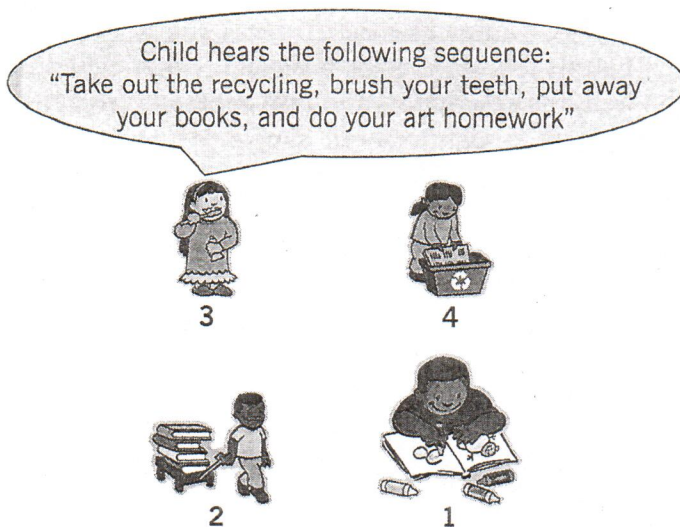 Child hears the following sequence:
“Take out the recycling, brush your teeth, put away
your books, and do your art homework”
3
4
2
1